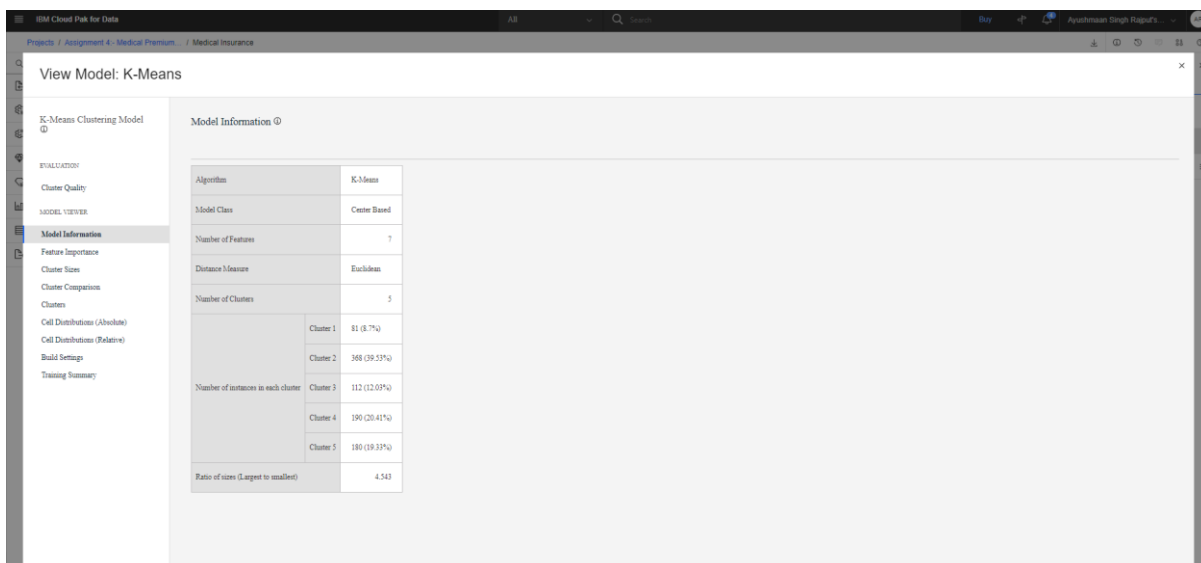 IBM Cloud Pak for Data All Search Buy Ayuchmaan Singh Rajput's...
Projects / Assignment 4:- Medical Premium... / Medical Insurance
View Model: K-Means
K-Means Clustering Model
EVALUATION
Cluster Quality
MODEL VIEWER
Model Information
Feature Importance
Cluster Sizes
Cluster Comparison
Clusters
Cell Distributions (Absolute)
Cell Distributions (Relative)
Build Settings
Training Summary
Model Information
Algorithm K-Means
Model Class Center Based
Number of Features 7
Distance Measure Euclidean
Number of Clusters 5
Number of instances in each cluster
Cluster 1 81 (8.7%)
Cluster 2 368 (39.53%)
Cluster 3 112 (12.03%)
Cluster 4 190 (20.41%)
Cluster 5 180 (19.33%)
Ratio of sizes (Largest to smallest) 4.543